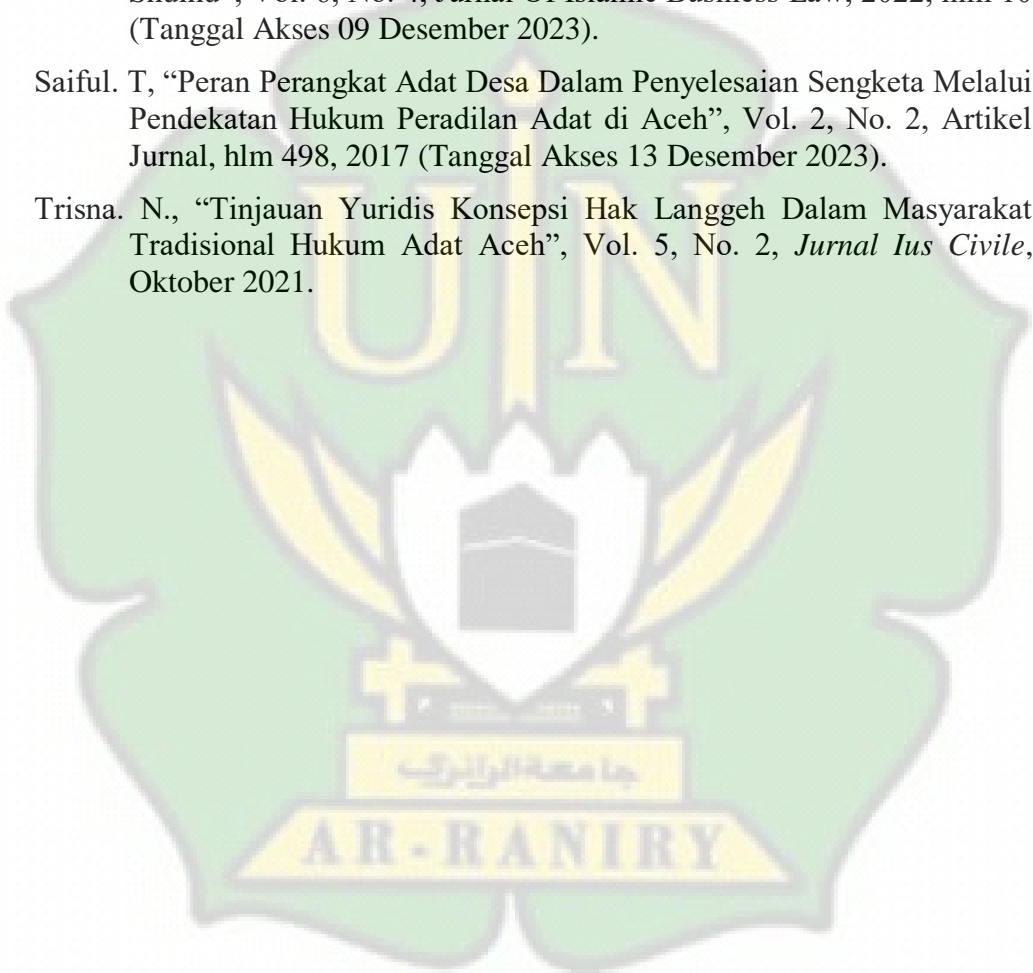 (Tanggal Akses 09 Desember 2023).
Saiful. T, “Peran Perangkat Adat Desa Dalam Penyelesaian Sengketa Melalui
Pendekatan Hukum Peradilan Adat di Aceh”, Vol. 2, No. 2, Artikel
Jurnal, hlm 498, 2017 (Tanggal Akses 13 Desember 2023).
Trisna. N., “Tinjauan Yuridis Konsepsi Hak Langgeh Dalam Masyarakat
Tradisional Hukum Adat Aceh”, Vol. 5, No. 2, Jurnal Ius Civile,
Oktober 2021.
UIN
جامعة الرانري
AR-RANIRY